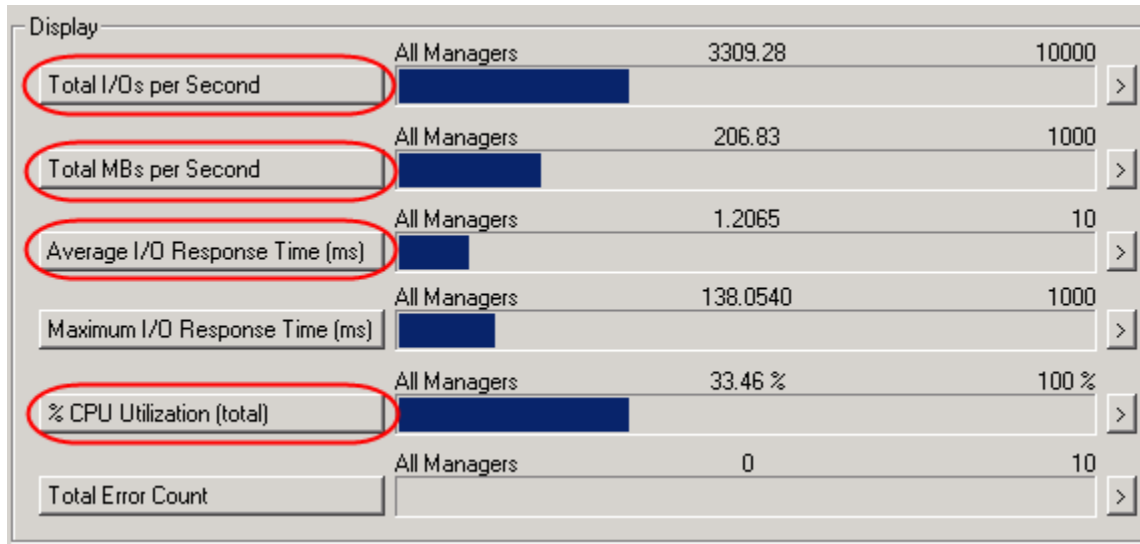 Display
All Managers 3309.28 10000
Total I/Os per Second >
All Managers 206.83 1000
Total MBs per Second >
All Managers 1.2065 10
Average I/O Response Time (ms) >
All Managers 138.0540 1000
Maximum I/O Response Time (ms) >
All Managers 33.46 % 100 %
% CPU Utilization (total) >
All Managers 0 10
Total Error Count >